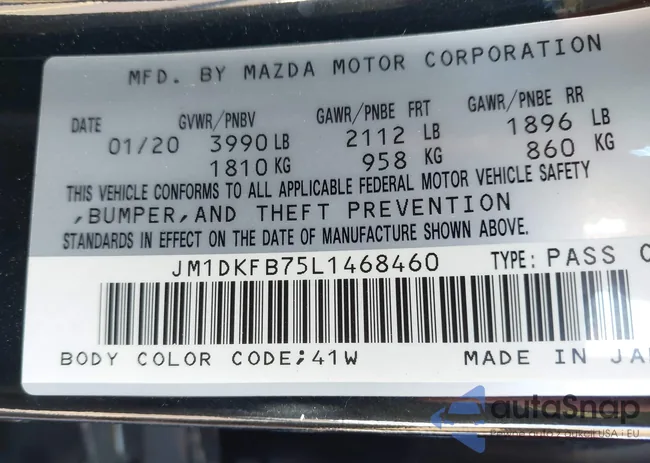 MFD. BY MAZDA MOTOR CORPORATION
DATE GVWR/PNBV GAWR/PNBE FRT GAWR/PNBE RR
01/20 3990 LB 2112 LB 1896 LB
1810 KG 958 KG 860 KG
THIS VEHICLE CONFORMS TO ALL APPLICABLE FEDERAL MOTOR VEHICLE SAFETY
,BUMPER,AND THEFT PREVENTION
STANDARDS IN EFFECT ON THE DATE OF MANUFACTURE SHOWN ABOVE.
JM1DKFB75L1468460 TYPE: PASS C
BODY COLOR CODE;41W MADE IN JA
autoSnap